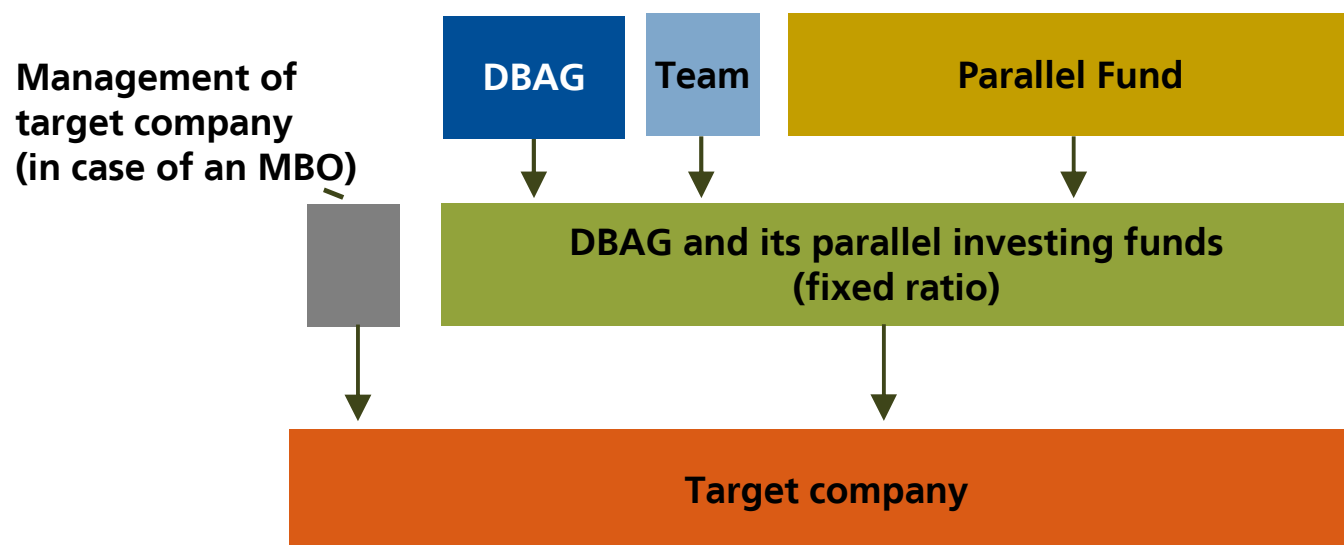 Management of
target company
(in case of an MBO)
DBAG
Team
Parallel Fund
DBAG and its parallel investing funds
(fixed ratio)
Target company